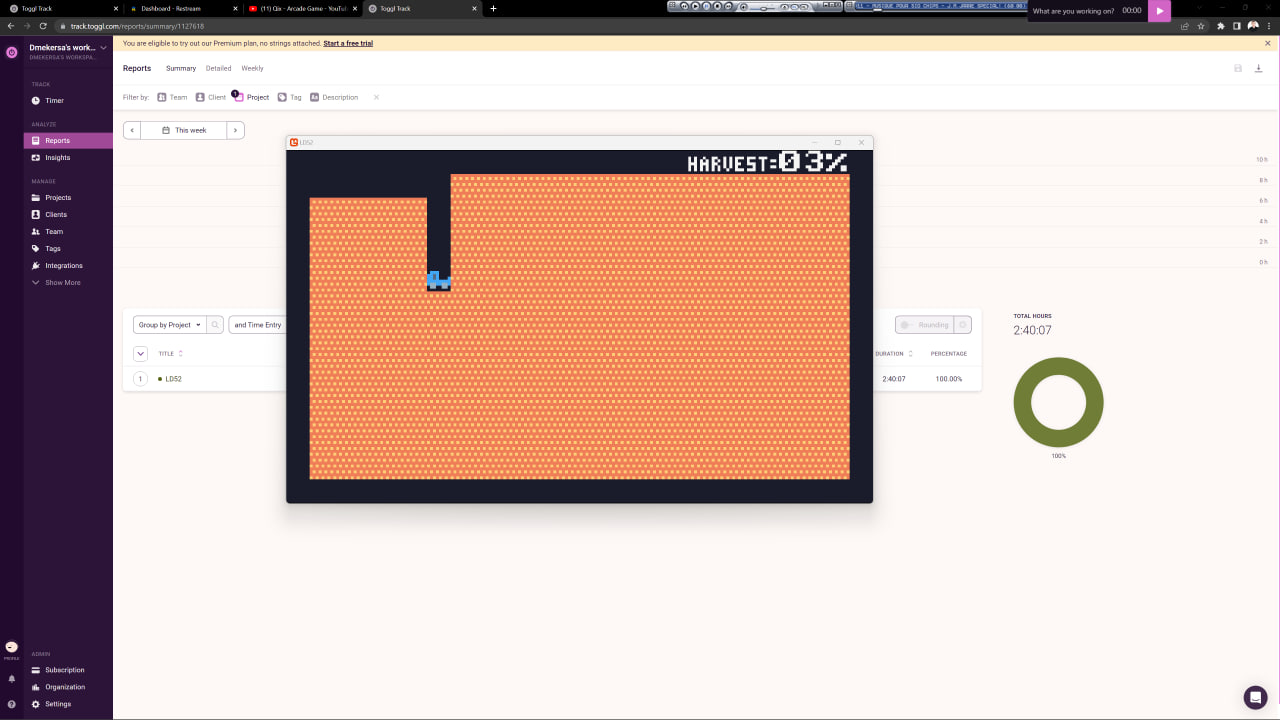 Toggl Track
Dashboard - Restream
(11) Qix - Arcade Game - YouTu
Toggl Track
What are you working on?
00:00
track.toggl.com/reports/summary/1127618
Dmekersa's work...
DMEKERSA'S WORKSPA...
You are eligible to try out our Premium plan, no strings attached. Start a free trial
Reports
Summary
Detailed
Weekly
TRACK
Timer
Filter by:
Team
Client
1
Project
Tag
Description
ANALYZE
Reports
Insights
This week
MANAGE
Projects
Clients
Team
Tags
Integrations
Show More
LD52
HARVEST:03%
10 h
8 h
6 h
4 h
2 h
0 h
Group by Project
and Time Entry
Rounding
TOTAL HOURS
2:40:07
TITLE
DURATION
PERCENTAGE
1
LD52
2:40:07
100.00%
100%
PROFILE
ADMIN
Subscription
Organization
Settings